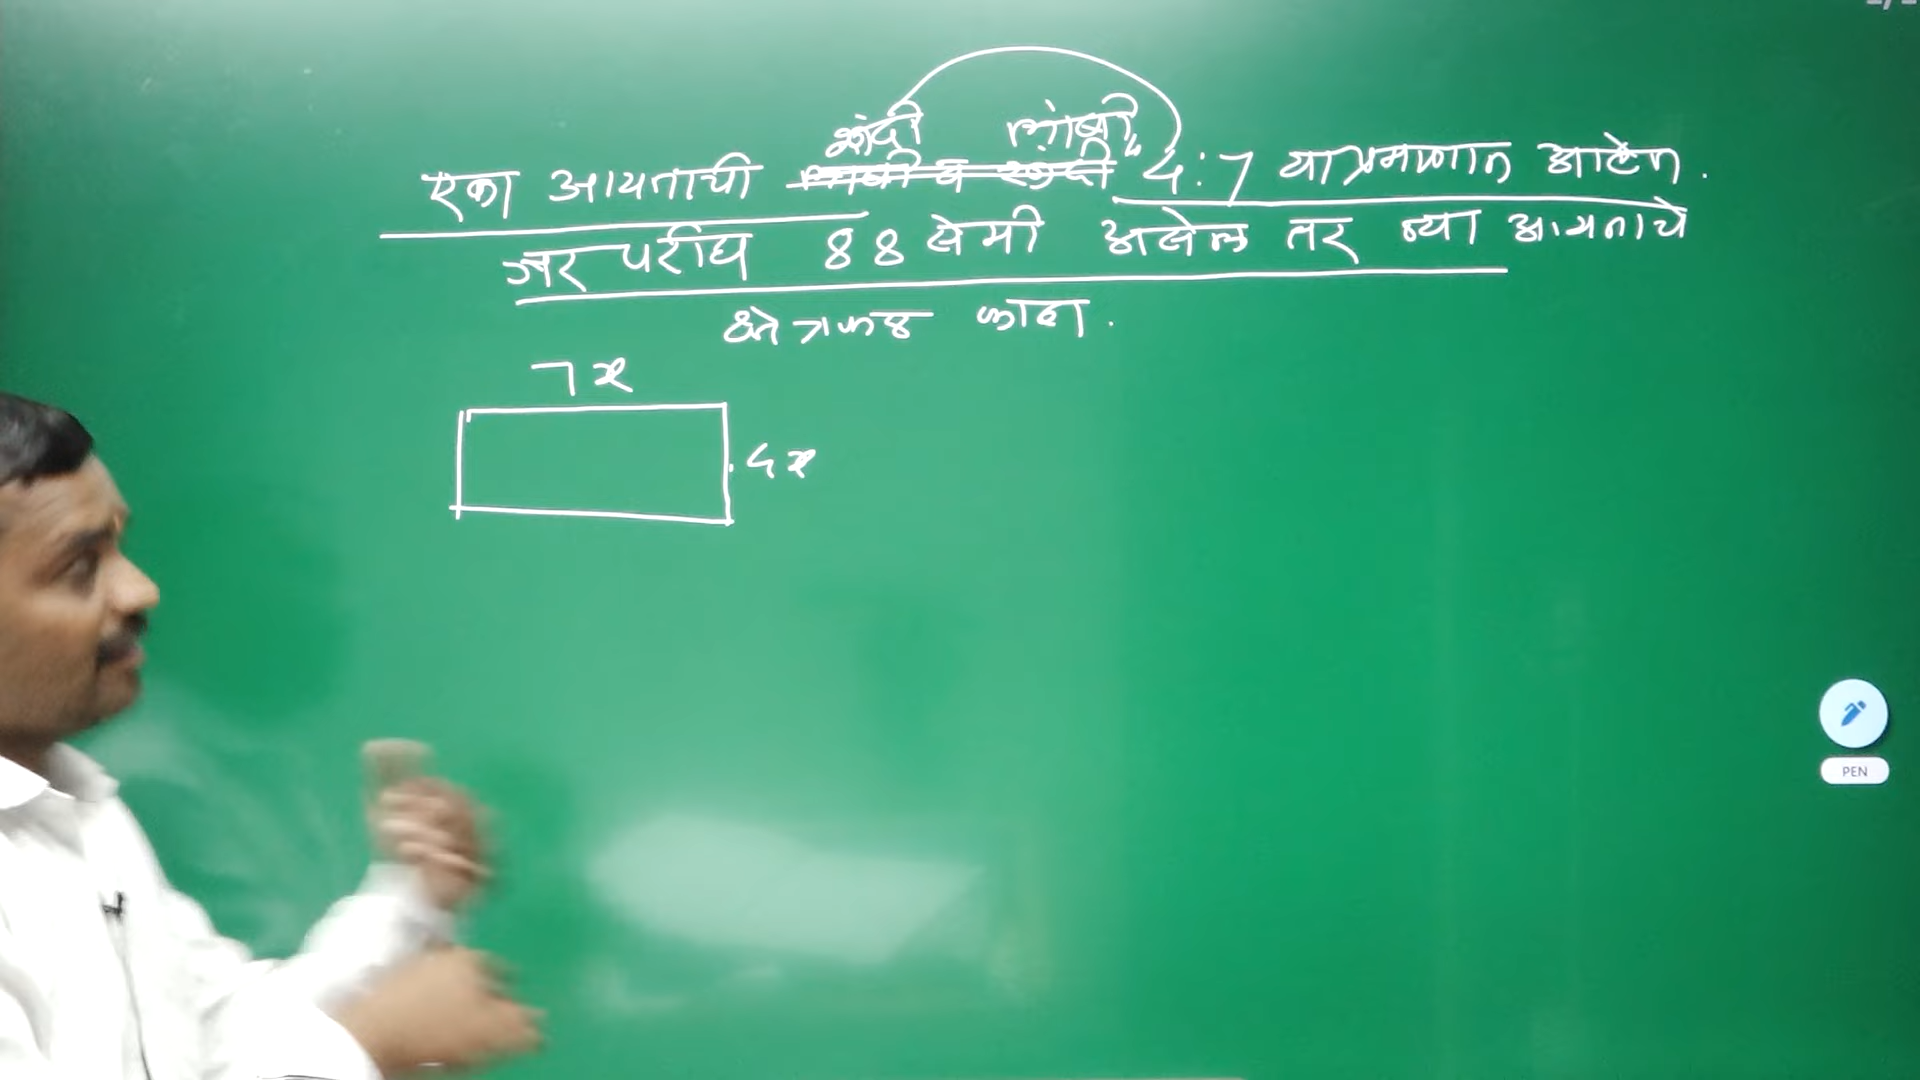 रुंदी लांबी
एका आयताची लांबी व रुंदी 4:7 या प्रमाणात आहेत.
जर परीघ 88 सेमी असेल तर त्या आयताचे
क्षेत्रफळ काढा.
7x
4x
PEN